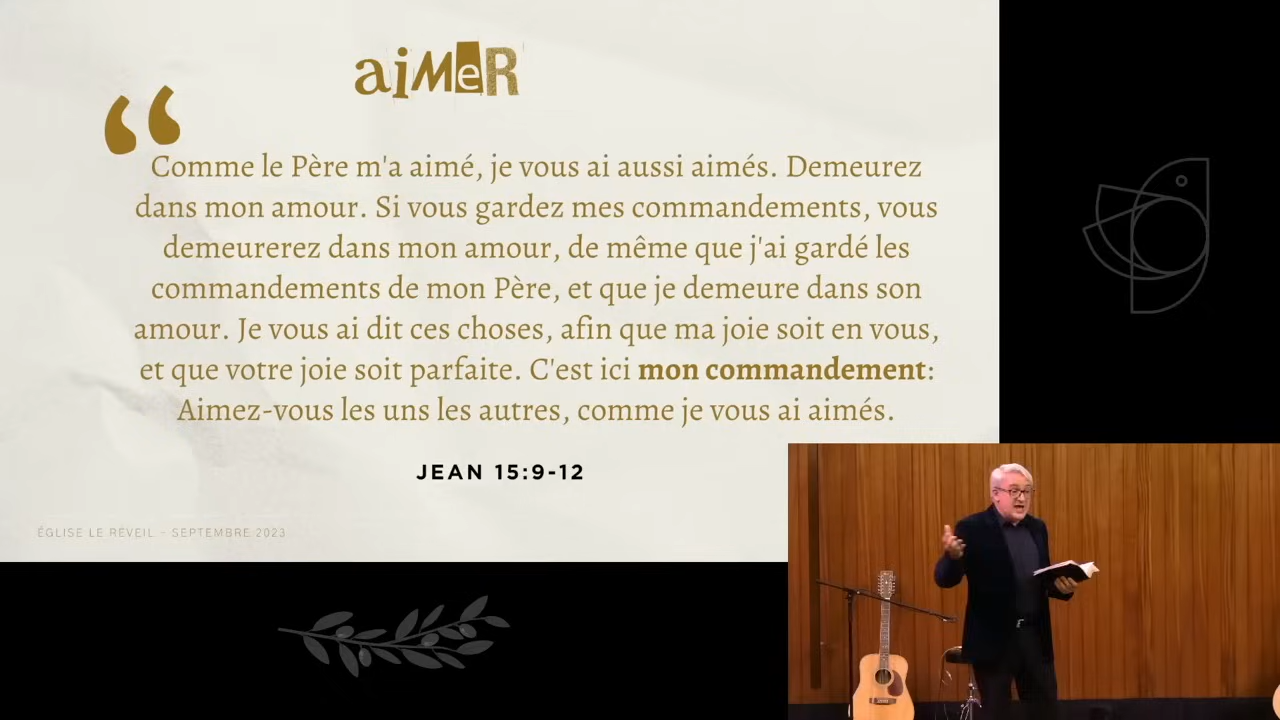 aiMeR
“
Comme le Père m'a aimé, je vous ai aussi aimés. Demeurez
dans mon amour. Si vous gardez mes commandements, vous
demeurerez dans mon amour, de même que j'ai gardé les
commandements de mon Père, et que je demeure dans son
amour. Je vous ai dit ces choses, afin que ma joie soit en vous,
et que votre joie soit parfaite. C'est ici mon commandement:
Aimez-vous les uns les autres, comme je vous ai aimés.
JEAN 15:9-12
ÉGLISE LE RÉVEIL - SEPTEMBRE 2023